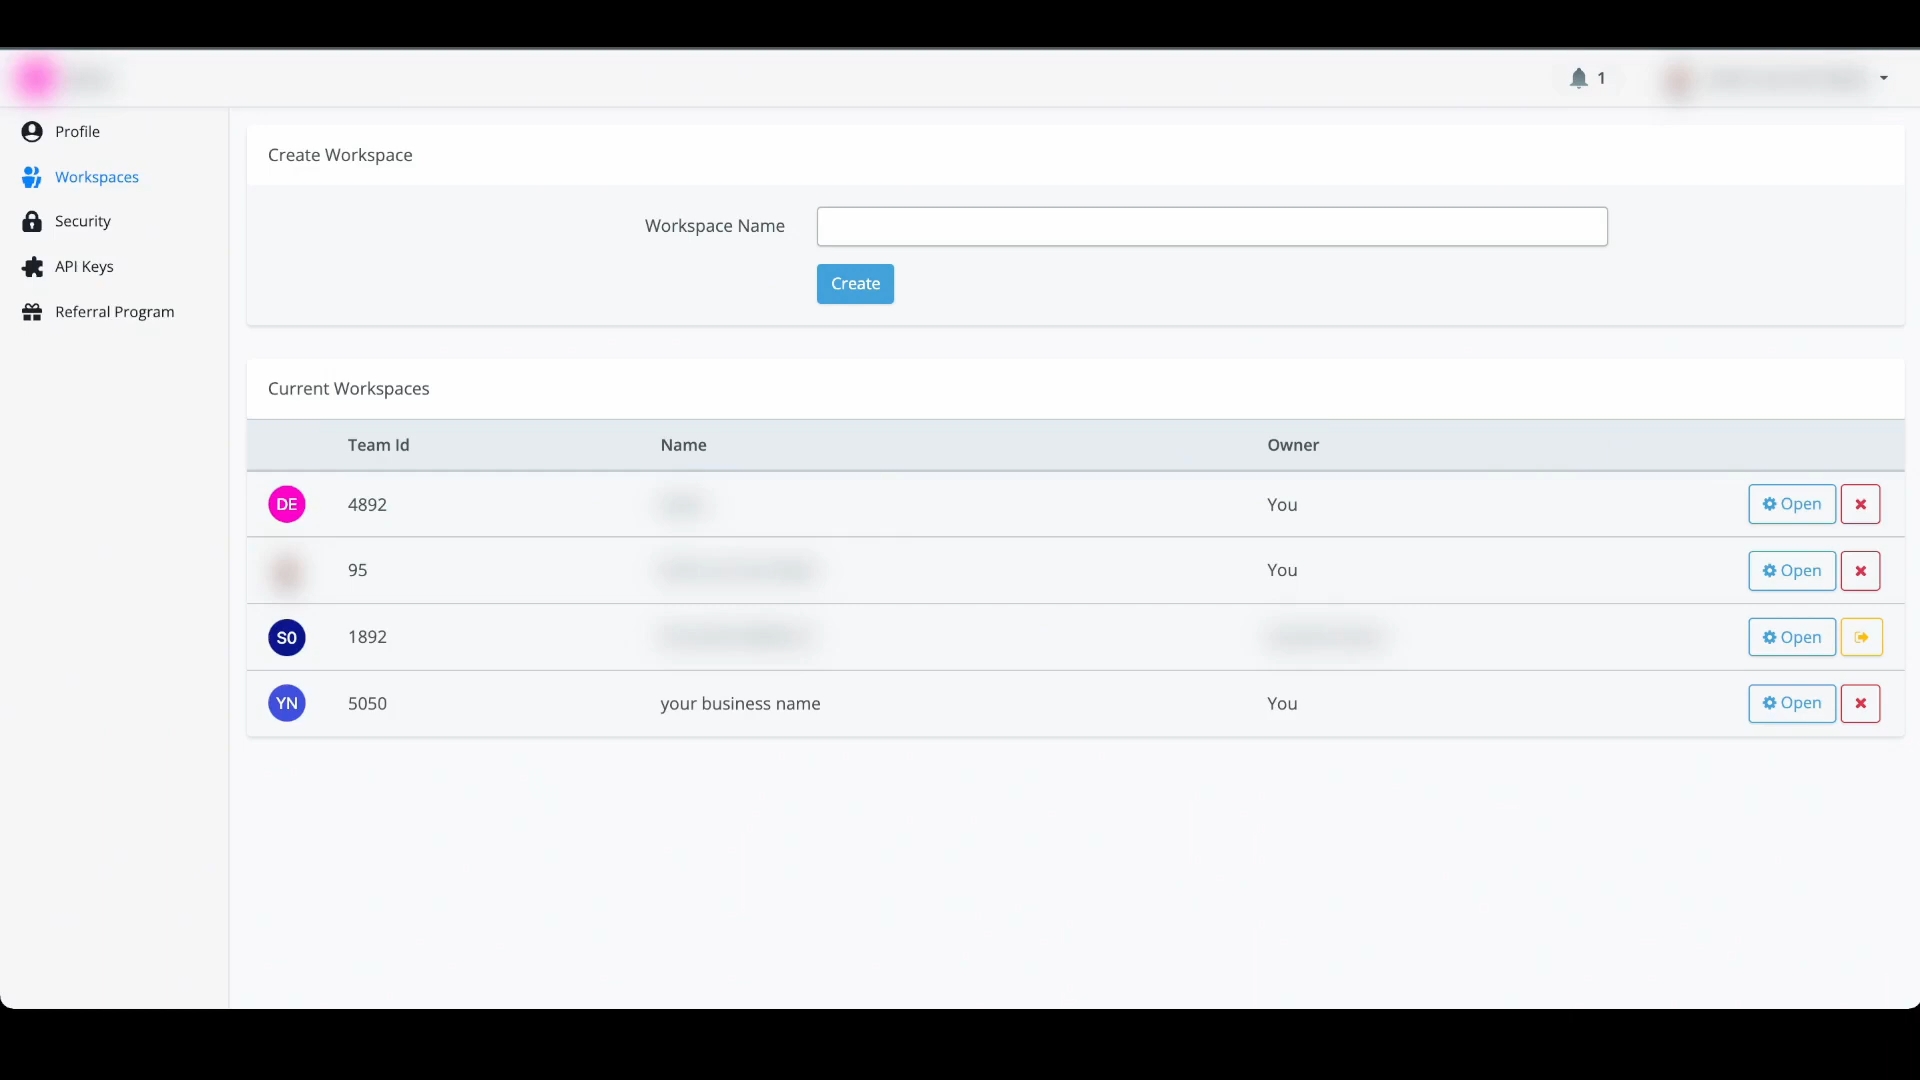 1
Profile
Workspaces
Security
API Keys
Referral Program
Create Workspace
Workspace Name
Create
Current Workspaces
Team Id Name Owner
DE 4892 You Open
95 You Open
SO 1892 Open
YN 5050 your business name You Open